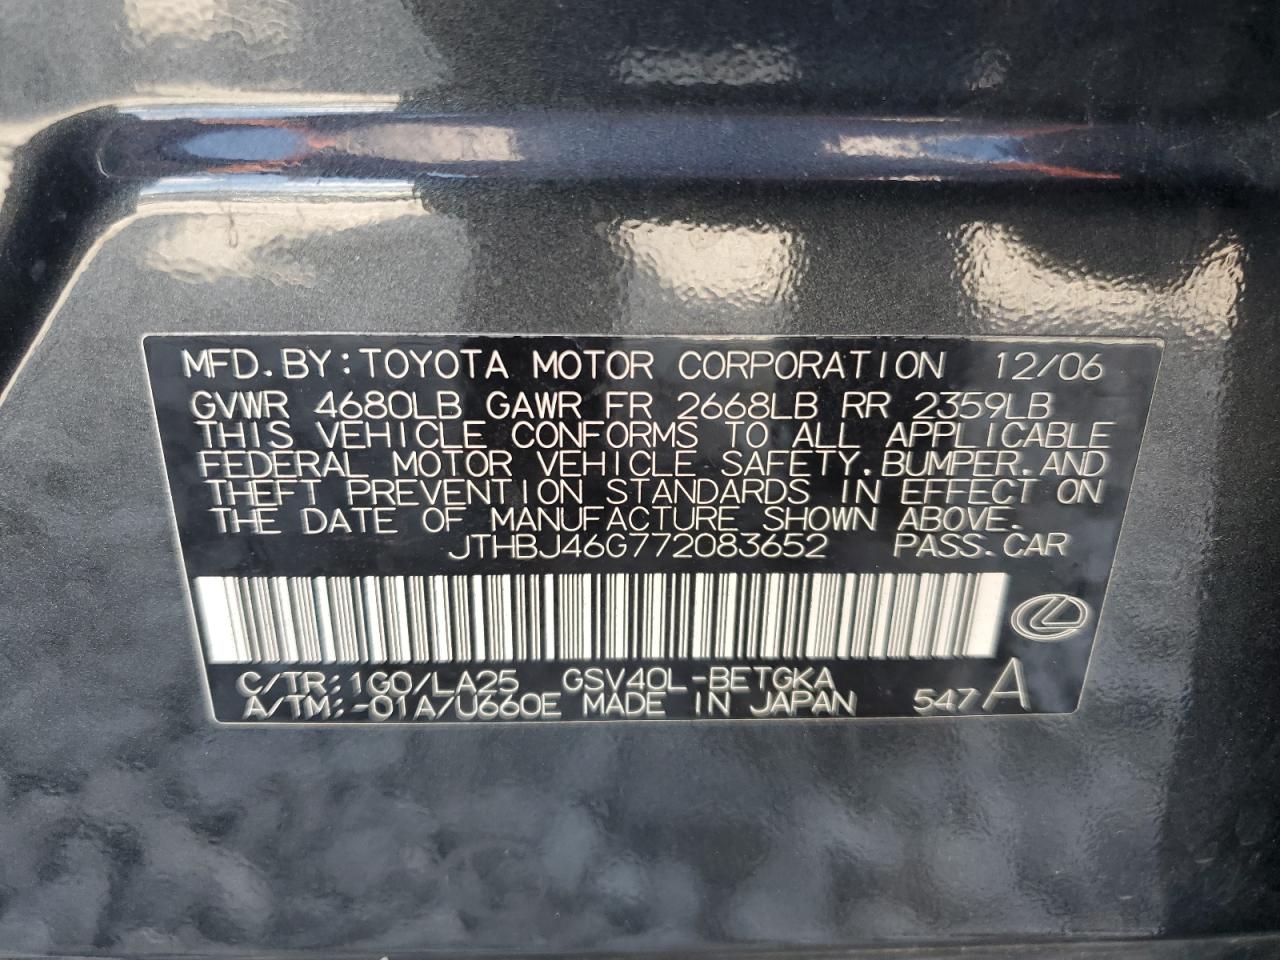 MFD. BY: TOYOTA MOTOR CORPORATION 12/06
GVWR 4680LB GAWR FR 2668LB RR 2359LB
THIS VEHICLE CONFORMS TO ALL APPLICABLE
FEDERAL MOTOR VEHICLE SAFETY, BUMPER, AND
THEFT PREVENTION STANDARDS IN EFFECT ON
THE DATE OF MANUFACTURE SHOWN ABOVE.
JTHBJ46G772083652 PASS. CAR
C/TR: 1G0/LA25 GSV40L-BETGKA
A/TM: -01A/U660E MADE IN JAPAN 547 A